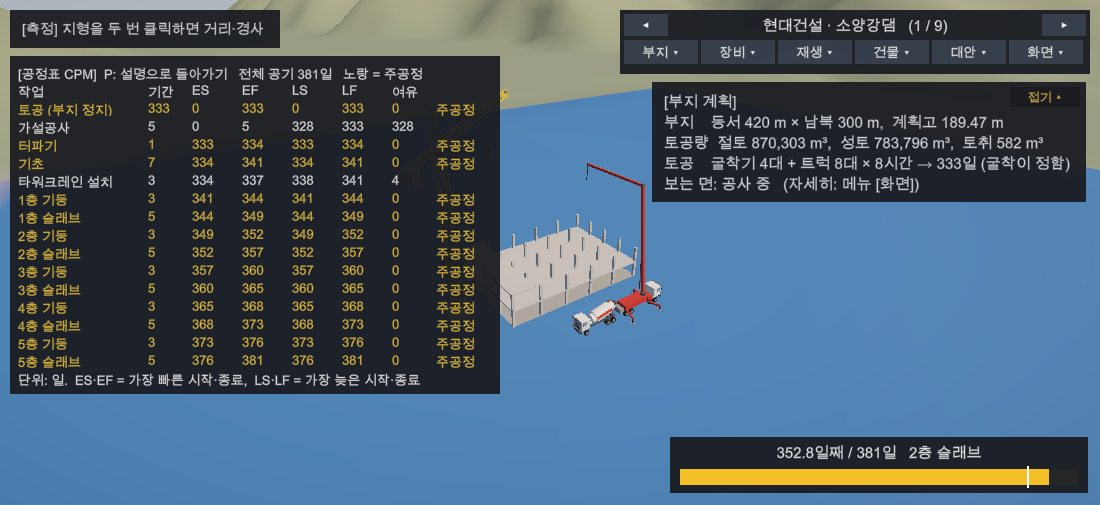 [측정] 지형을 두 번 클릭하면 거리·경사
현대건설 · 소양강댐 (1 / 9)
부지 장비 재생 건물 대안 화면
[공정표 CPM] P: 설명으로 돌아가기 전체 공기 381일 노랑 = 주공정
작업 기간 ES EF LS LF 여유
토공 (부지 정지) 333 0 333 0 333 0 주공정
가설공사 5 0 5 328 333 328
터파기 1 333 334 333 334 0 주공정
기초 7 334 341 334 341 0 주공정
타워크레인 설치 3 334 337 338 341 4
1층 기둥 3 341 344 341 344 0 주공정
1층 슬래브 5 344 349 344 349 0 주공정
2층 기둥 3 349 352 349 352 0 주공정
2층 슬래브 5 352 357 352 357 0 주공정
3층 기둥 3 357 360 357 360 0 주공정
3층 슬래브 5 360 365 360 365 0 주공정
4층 기둥 3 365 368 365 368 0 주공정
4층 슬래브 5 368 373 368 373 0 주공정
5층 기둥 3 373 376 373 376 0 주공정
5층 슬래브 5 376 381 376 381 0 주공정
단위: 일. ES·EF = 가장 빠른 시작·종료, LS·LF = 가장 늦은 시작·종료
[부지 계획] 접기
부지 동서 420 m × 남북 300 m, 계획고 189.47 m
토공량 절토 870,303 m³, 성토 783,796 m³, 토취 582 m³
토공 굴착기 4대 + 트럭 8대 × 8시간 → 333일 (굴착이 정함)
보는 면: 공사 중 (자세히: 메뉴 [화면])
352.8일째 / 381일 2층 슬래브